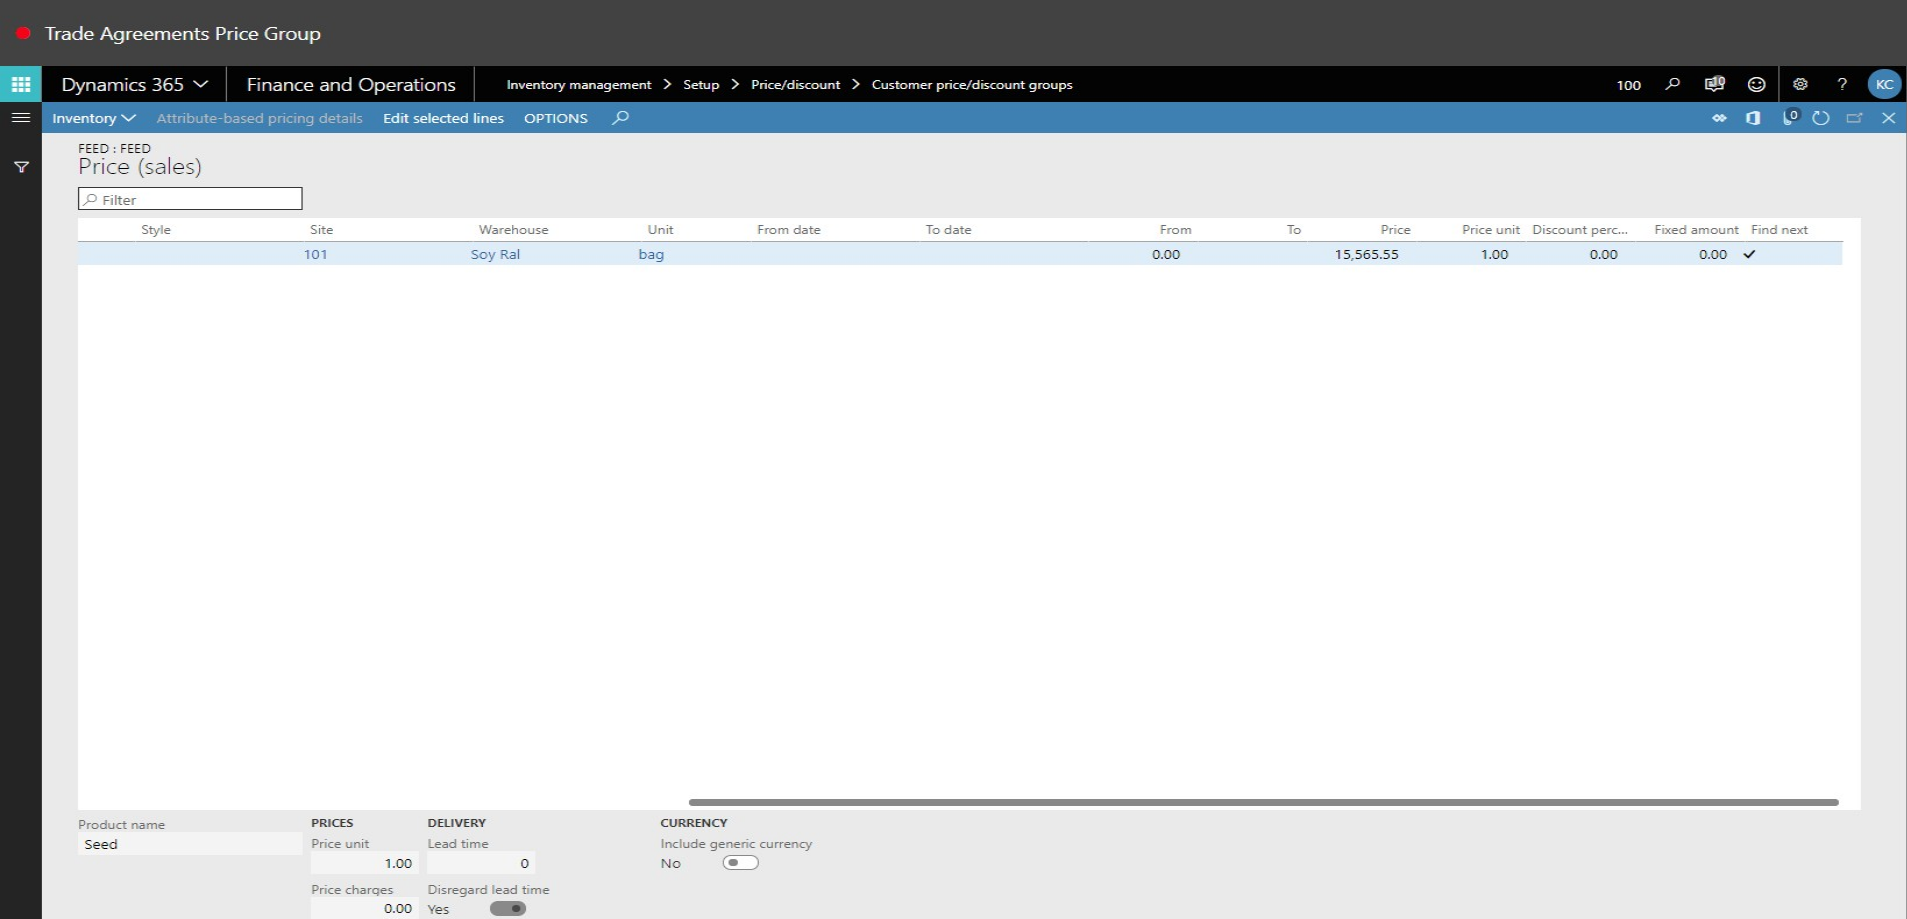 Trade Agreements Price Group
Dynamics 365 Finance and Operations Inventory management > Setup > Price/discount > Customer price/discount groups 100 10 ? KC
Inventory Attribute-based pricing details Edit selected lines OPTIONS 0
FEED : FEED
Price (sales)
Filter
Style Site Warehouse Unit From date To date From To Price Price unit Discount perc... Fixed amount Find next
101 Soy Ral bag 0.00 15,565.55 1.00 0.00 0.00
Product name PRICES DELIVERY CURRENCY
Seed Price unit Lead time Include generic currency
1.00 0 No
Price charges Disregard lead time
0.00 Yes